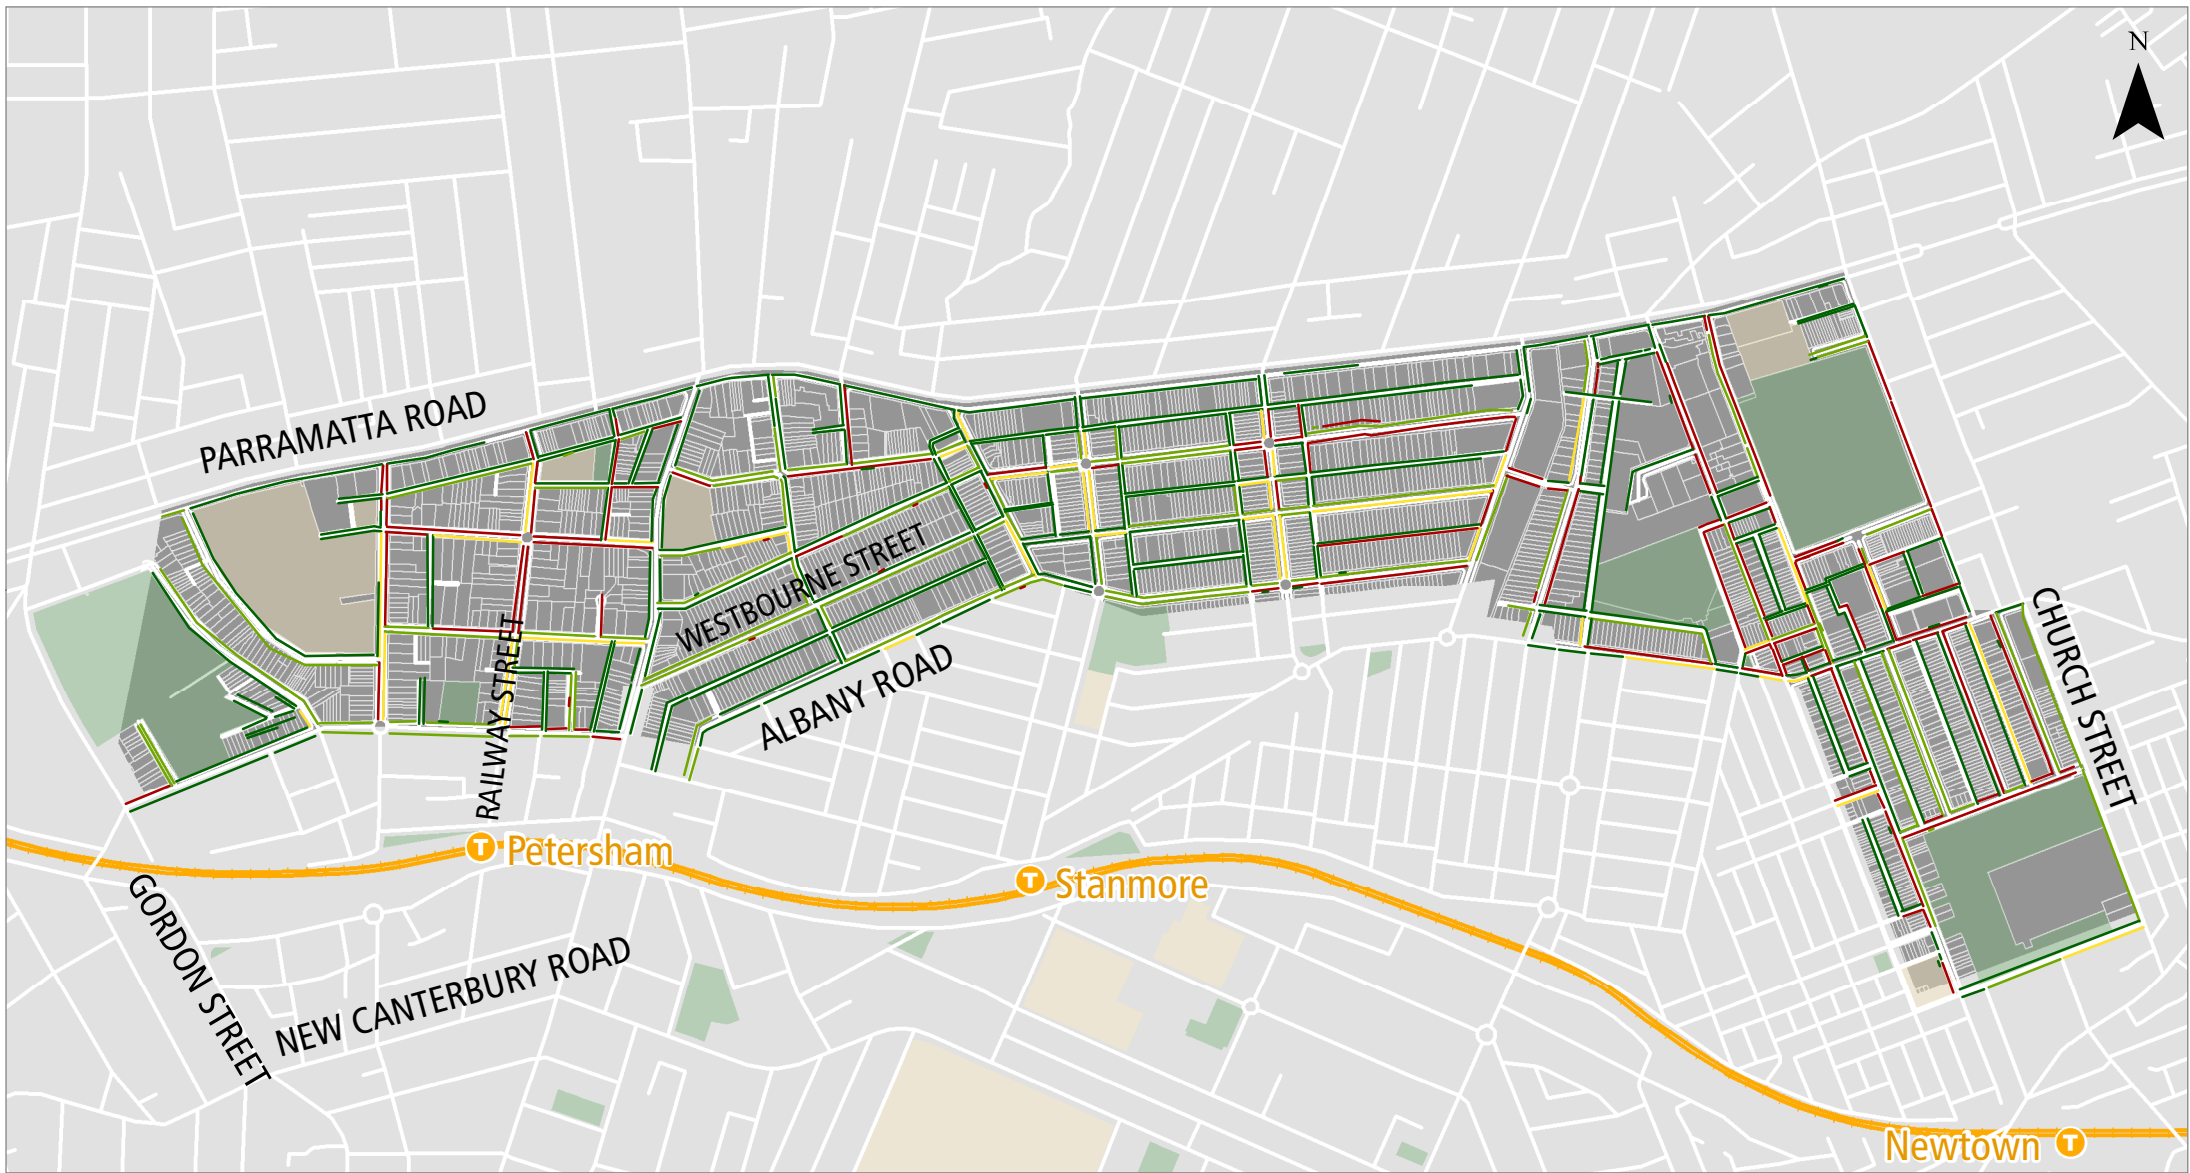 N
PARRAMATTA ROAD
WESTBOURNE STREET
CHURCH STREET
ALBANY ROAD
RAILWAY STREET
T Petersham
T Stanmore
GORDON STREET
NEW CANTERBURY ROAD
Newtown T